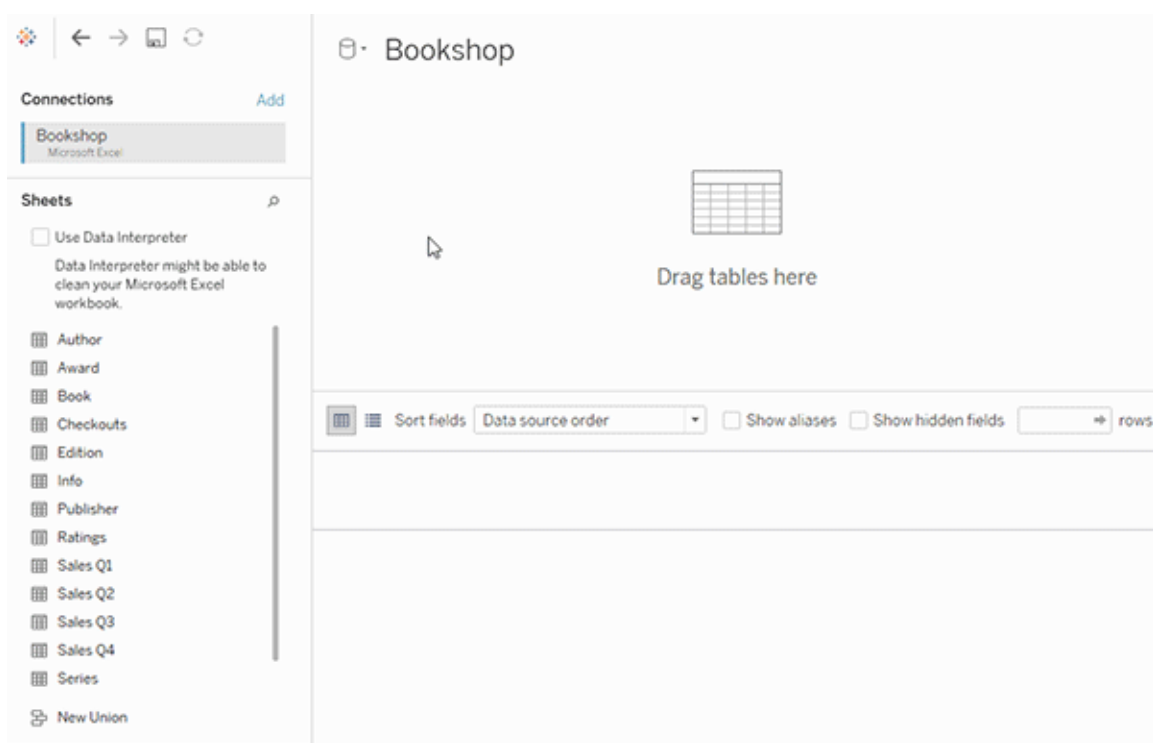 Bookshop
Connections
Add
Bookshop
Microsoft Excel
Sheets
Use Data Interpreter
Data Interpreter might be able to
clean your Microsoft Excel
workbook.
Author
Award
Book
Checkouts
Edition
Info
Publisher
Ratings
Sales Q1
Sales Q2
Sales Q3
Sales Q4
Series
New Union
Drag tables here
Sort fields Data source order Show aliases Show hidden fields rows